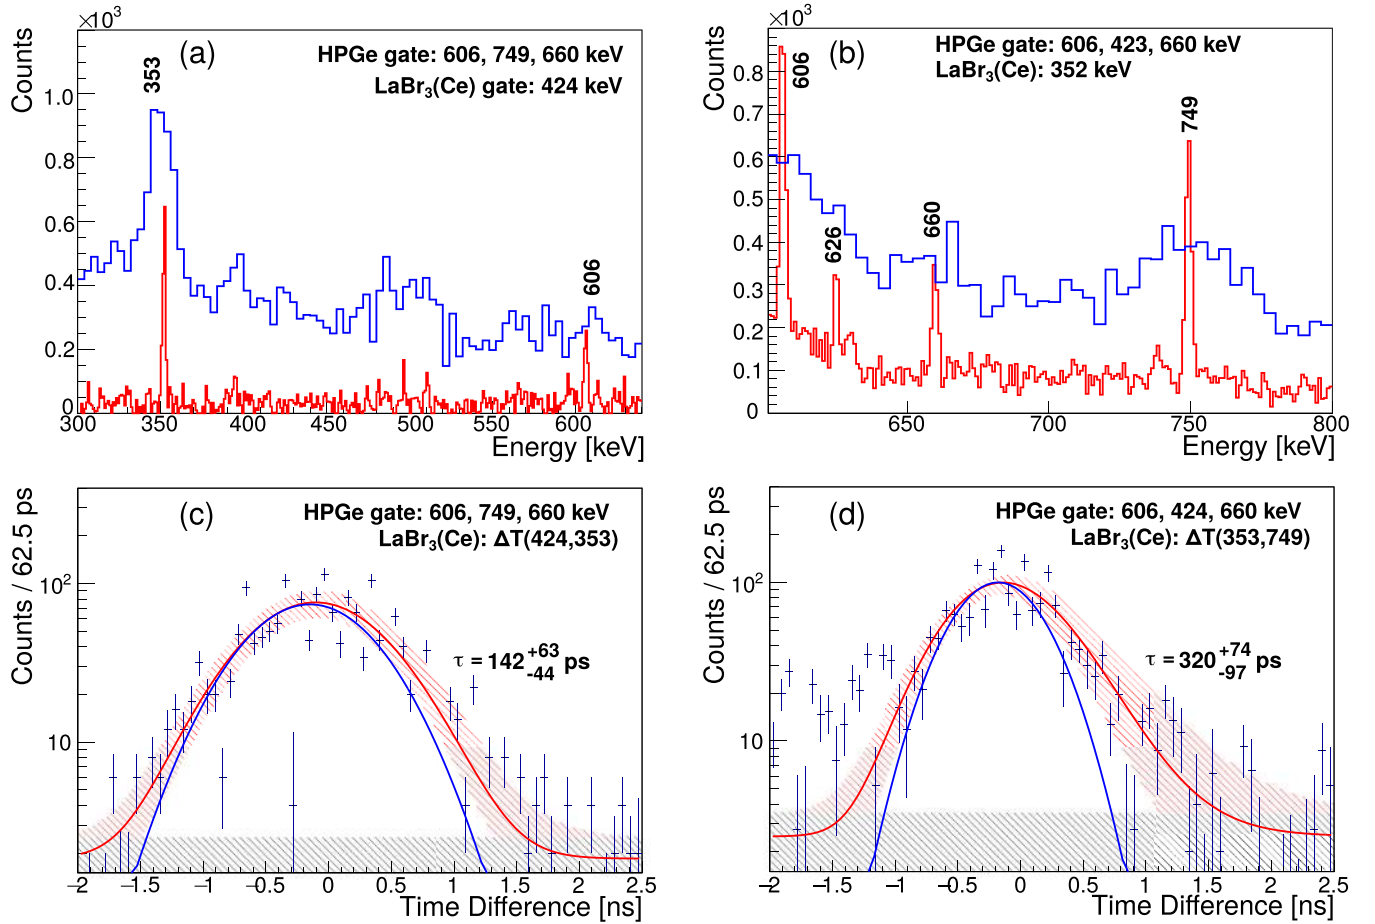 ×10³
(a)
HPGe gate: 606, 749, 660 keV
LaBr₃(Ce) gate: 424 keV
353
606
Counts
1.0
0.8
0.6
0.4
0.2
0
300 350 400 450 500 550 600
Energy [keV]
×10³
(b)
HPGe gate: 606, 423, 660 keV
LaBr₃(Ce): 352 keV
606
626
660
749
Counts
0.8
0.7
0.6
0.5
0.4
0.3
0.2
0.1
0
650 700 750 800
Energy [keV]
(c)
HPGe gate: 606, 749, 660 keV
LaBr₃(Ce): ΔT(424,353)
τ = 142 +63 -44 ps
Counts / 62.5 ps
10²
10
−2 −1.5 −1 −0.5 0 0.5 1 1.5 2 2.5
Time Difference [ns]
(d)
HPGe gate: 606, 424, 660 keV
LaBr₃(Ce): ΔT(353,749)
τ = 320 +74 -97 ps
Counts / 62.5 ps
10²
10
−2 −1.5 −1 −0.5 0 0.5 1 1.5 2 2.5
Time Difference [ns]